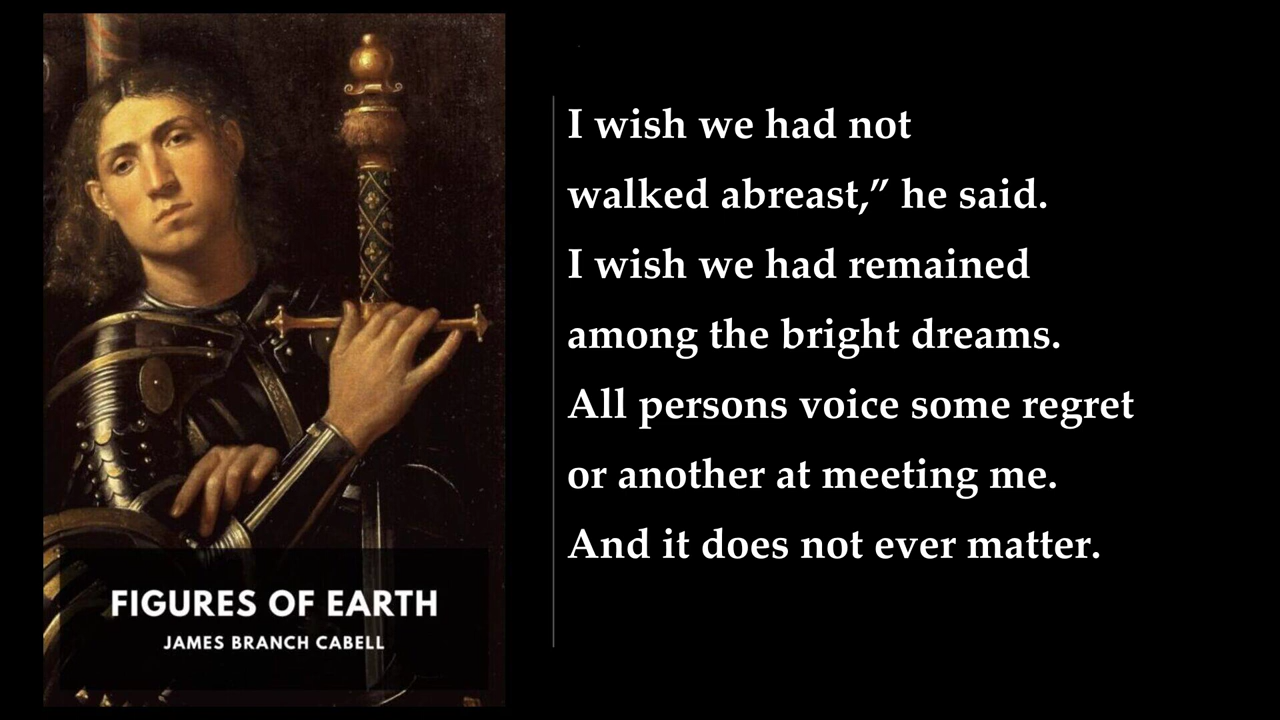 FIGURES OF EARTH
JAMES BRANCH CABELL
I wish we had not
walked abreast,” he said.
I wish we had remained
among the bright dreams.
All persons voice some regret
or another at meeting me.
And it does not ever matter.